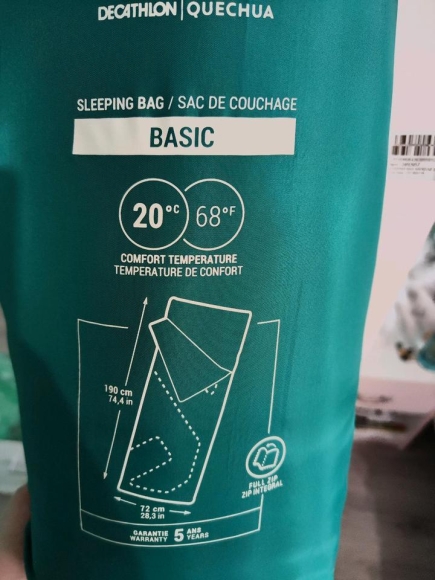 DECATHLON | QUECHUA
SLEEPING BAG / SAC DE COUCHAGE
BASIC
20°C 68°F
COMFORT TEMPERATURE
TEMPERATURE DE CONFORT
190 cm
74,4 in
72 cm
28,3 in
FULL ZIP
ZIP INTEGRAL
GARANTIE 5 ANS
WARRANTY YEARS